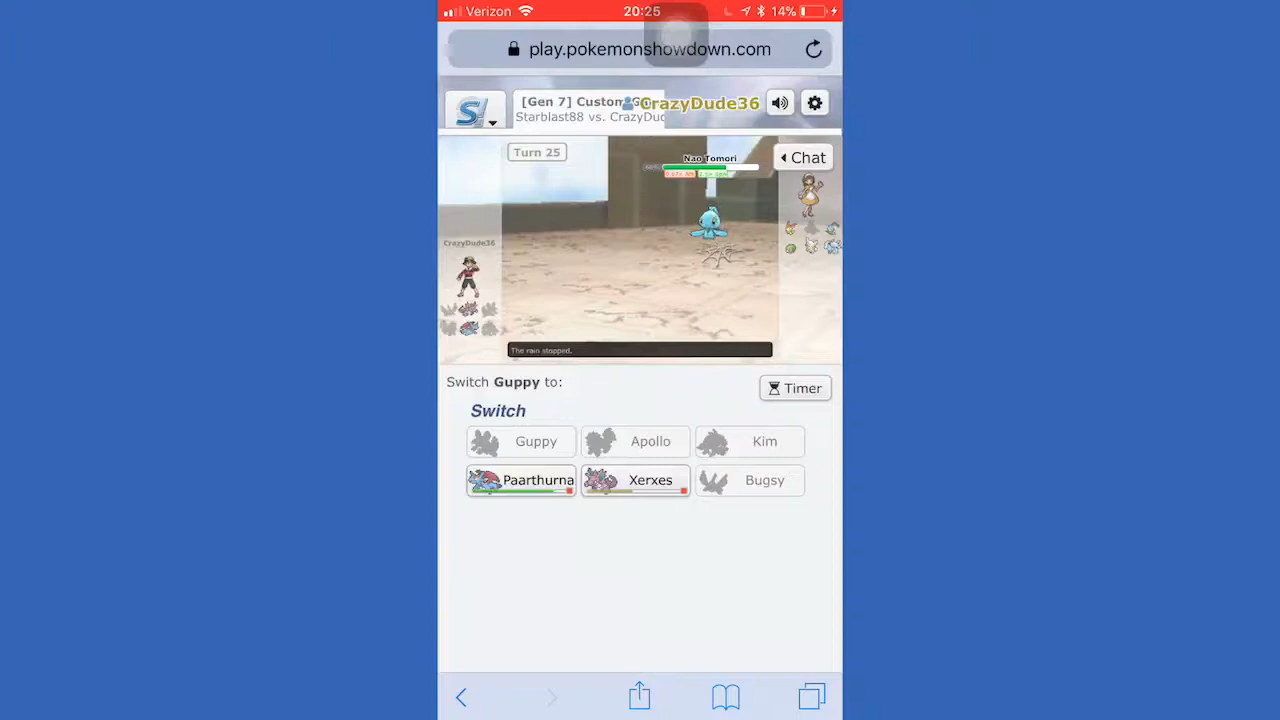 Verizon 20:25 14%
play.pokemonshowdown.com
[Gen 7] Custom G
CrazyDude36
Starblast88 vs. CrazyDud
Turn 25
Nao Tomori
Chat
CrazyDude36
The rain stopped.
Switch Guppy to:
Timer
Switch
Guppy Apollo Kim
Paarthurna Xerxes Bugsy